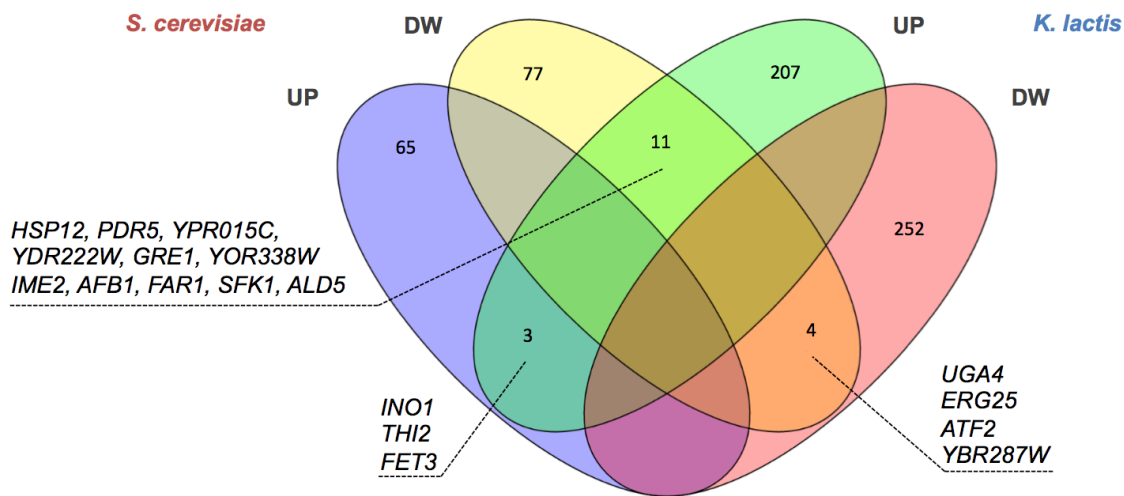 S. cerevisiae
DW
UP
K. lactis
UP
DW
77
207
65
11
252
HSP12, PDR5, YPR015C,
YDR222W, GRE1, YOR338W
IME2, AFB1, FAR1, SFK1, ALD5
3
4
INO1
THI2
FET3
UGA4
ERG25
ATF2
YBR287W